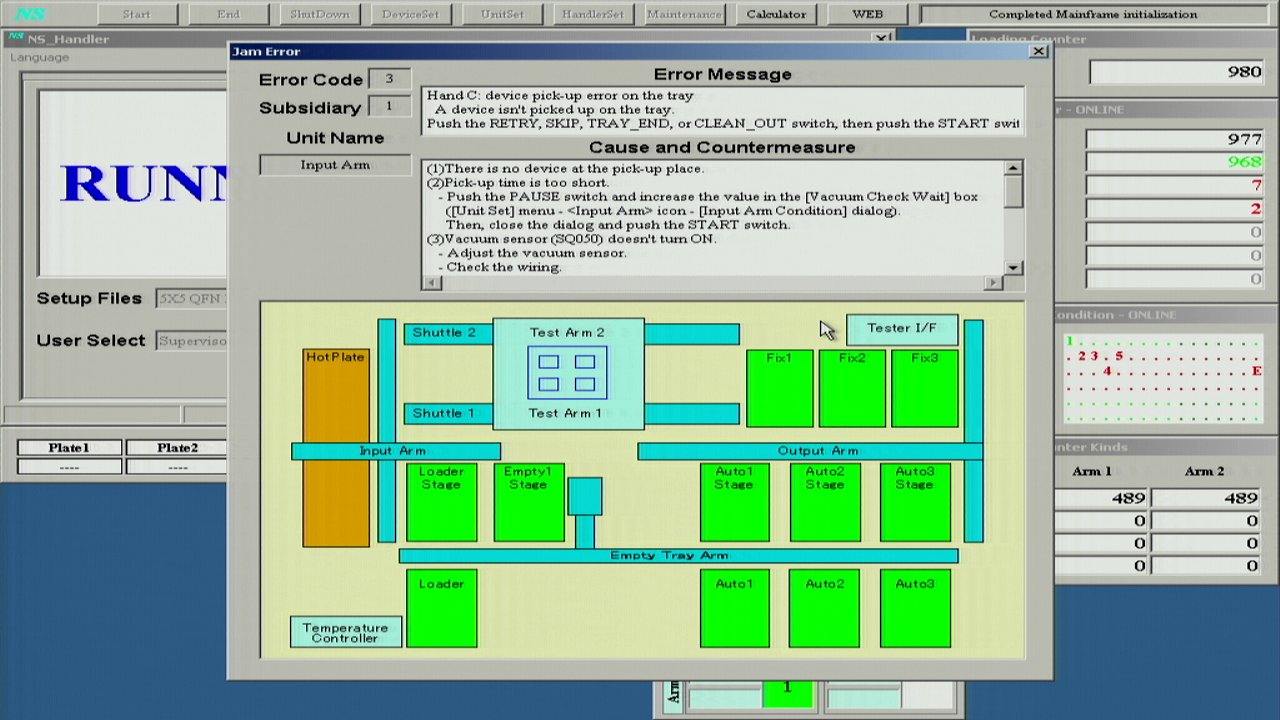 NS
Start
End
ShutDown
DeviceSet
UnitSet
HandlerSet
Maintenance
Calculator
WEB
Completed Mainframe initialization
NS NS_Handler
Language
RUNN
Setup Files
5X5 QFN
User Select
Superviso
Plate1
Plate2
----
----
Jam Error
Error Code
3
Subsidiary
1
Unit Name
Input Arm
Error Message
Hand C: device pick-up error on the tray
A device isn't picked up on the tray.
Push the RETRY, SKIP, TRAY_END, or CLEAN_OUT switch, then push the START swit
Cause and Countermeasure
(1)There is no device at the pick-up place.
(2)Pick-up time is too short.
- Push the PAUSE switch and increase the value in the [Vacuum Check Wait] box
([Unit Set] menu - <Input Arm> icon - [Input Arm Condition] dialog).
Then, close the dialog and push the START switch.
(3)Vacuum sensor (SQ050) doesn't turn ON.
- Adjust the vacuum sensor.
- Check the wiring.
HotPlate
Shuttle 2
Test Arm 2
Tester I/F
Fix1
Fix2
Fix3
Shuttle 1
Test Arm 1
Input Arm
Output Arm
Loader
Stage
Empty1
Stage
Auto1
Stage
Auto2
Stage
Auto3
Stage
Empty Tray Arm
Loader
Auto1
Auto2
Auto3
Temperature
Controller
Loading Counter
980
r - ONLINE
977
968
7
2
0
0
0
ondition - ONLINE
1
2 3 . 5
4
E
nter Kinds
Arm 1
Arm 2
489
489
0
0
0
0
0
0
Arm
1